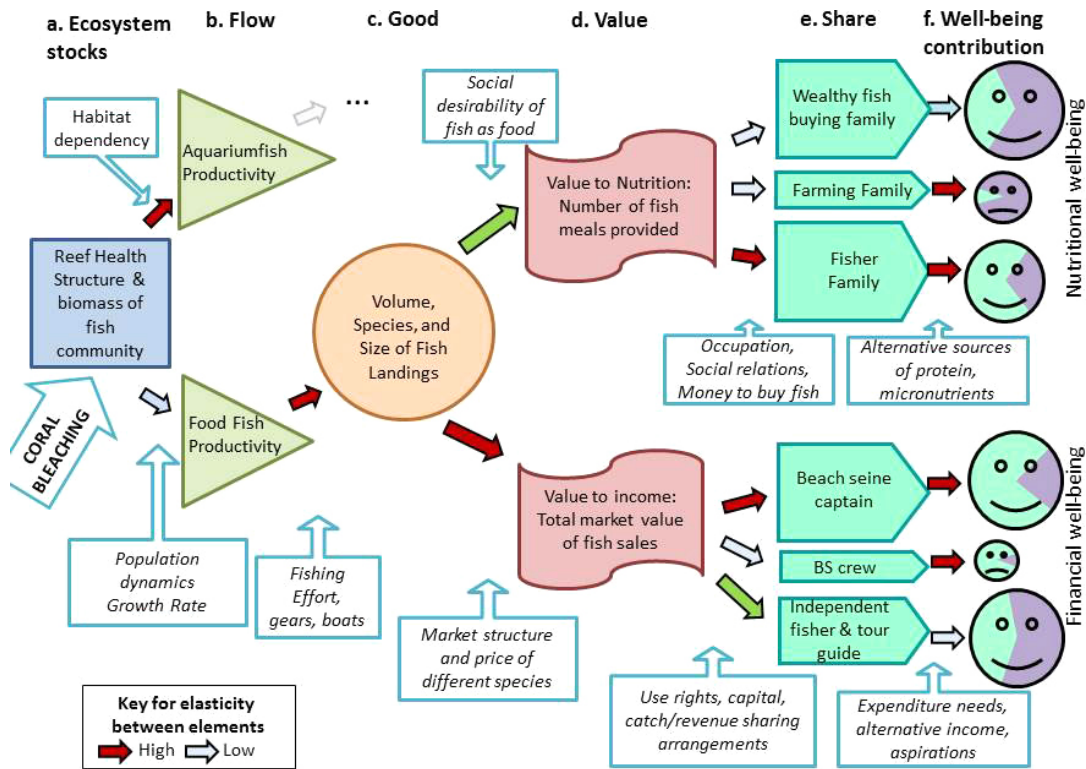 a. Ecosystem
stocks
b. Flow
c. Good
d. Value
e. Share
f. Well-being
contribution
Habitat
dependency
Aquariumfish
Productivity
...
Social
desirability of
fish as food
Wealthy fish
buying family
Value to Nutrition:
Number of fish
meals provided
Farming Family
Fisher
Family
Nutritional well-being
Reef Health
Structure &
biomass of
fish
community
Volume,
Species, and
Size of Fish
Landings
Occupation,
Social relations,
Money to buy fish
Alternative sources
of protein,
micronutrients
CORAL
BLEACHING
Food Fish
Productivity
Value to income:
Total market value
of fish sales
Beach seine
captain
BS crew
Independent
fisher & tour
guide
Financial well-being
Population
dynamics
Growth Rate
Fishing
Effort,
gears, boats
Market structure
and price of
different species
Use rights, capital,
catch/revenue sharing
arrangements
Expenditure needs,
alternative income,
aspirations
Key for elasticity
between elements
High
Low